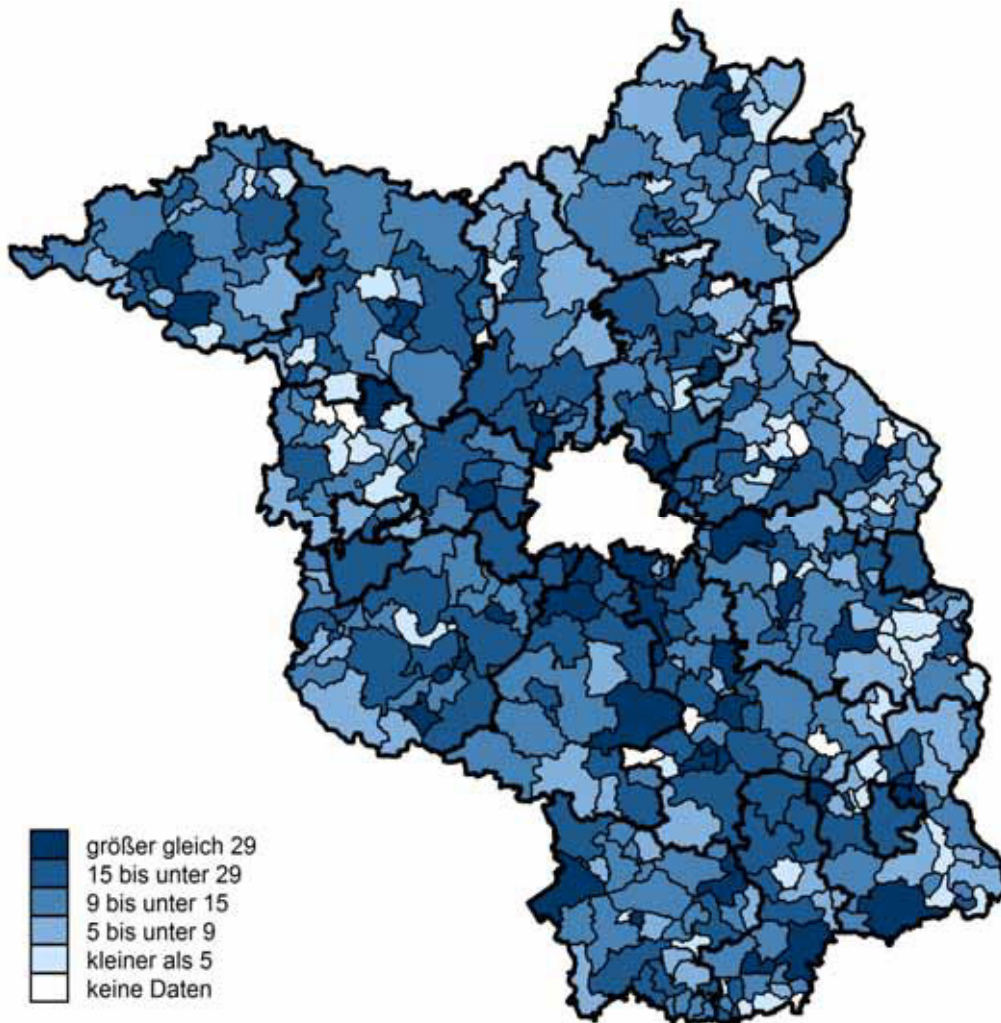 größer gleich 29
15 bis unter 29
9 bis unter 15
5 bis unter 9
kleiner als 5
keine Daten